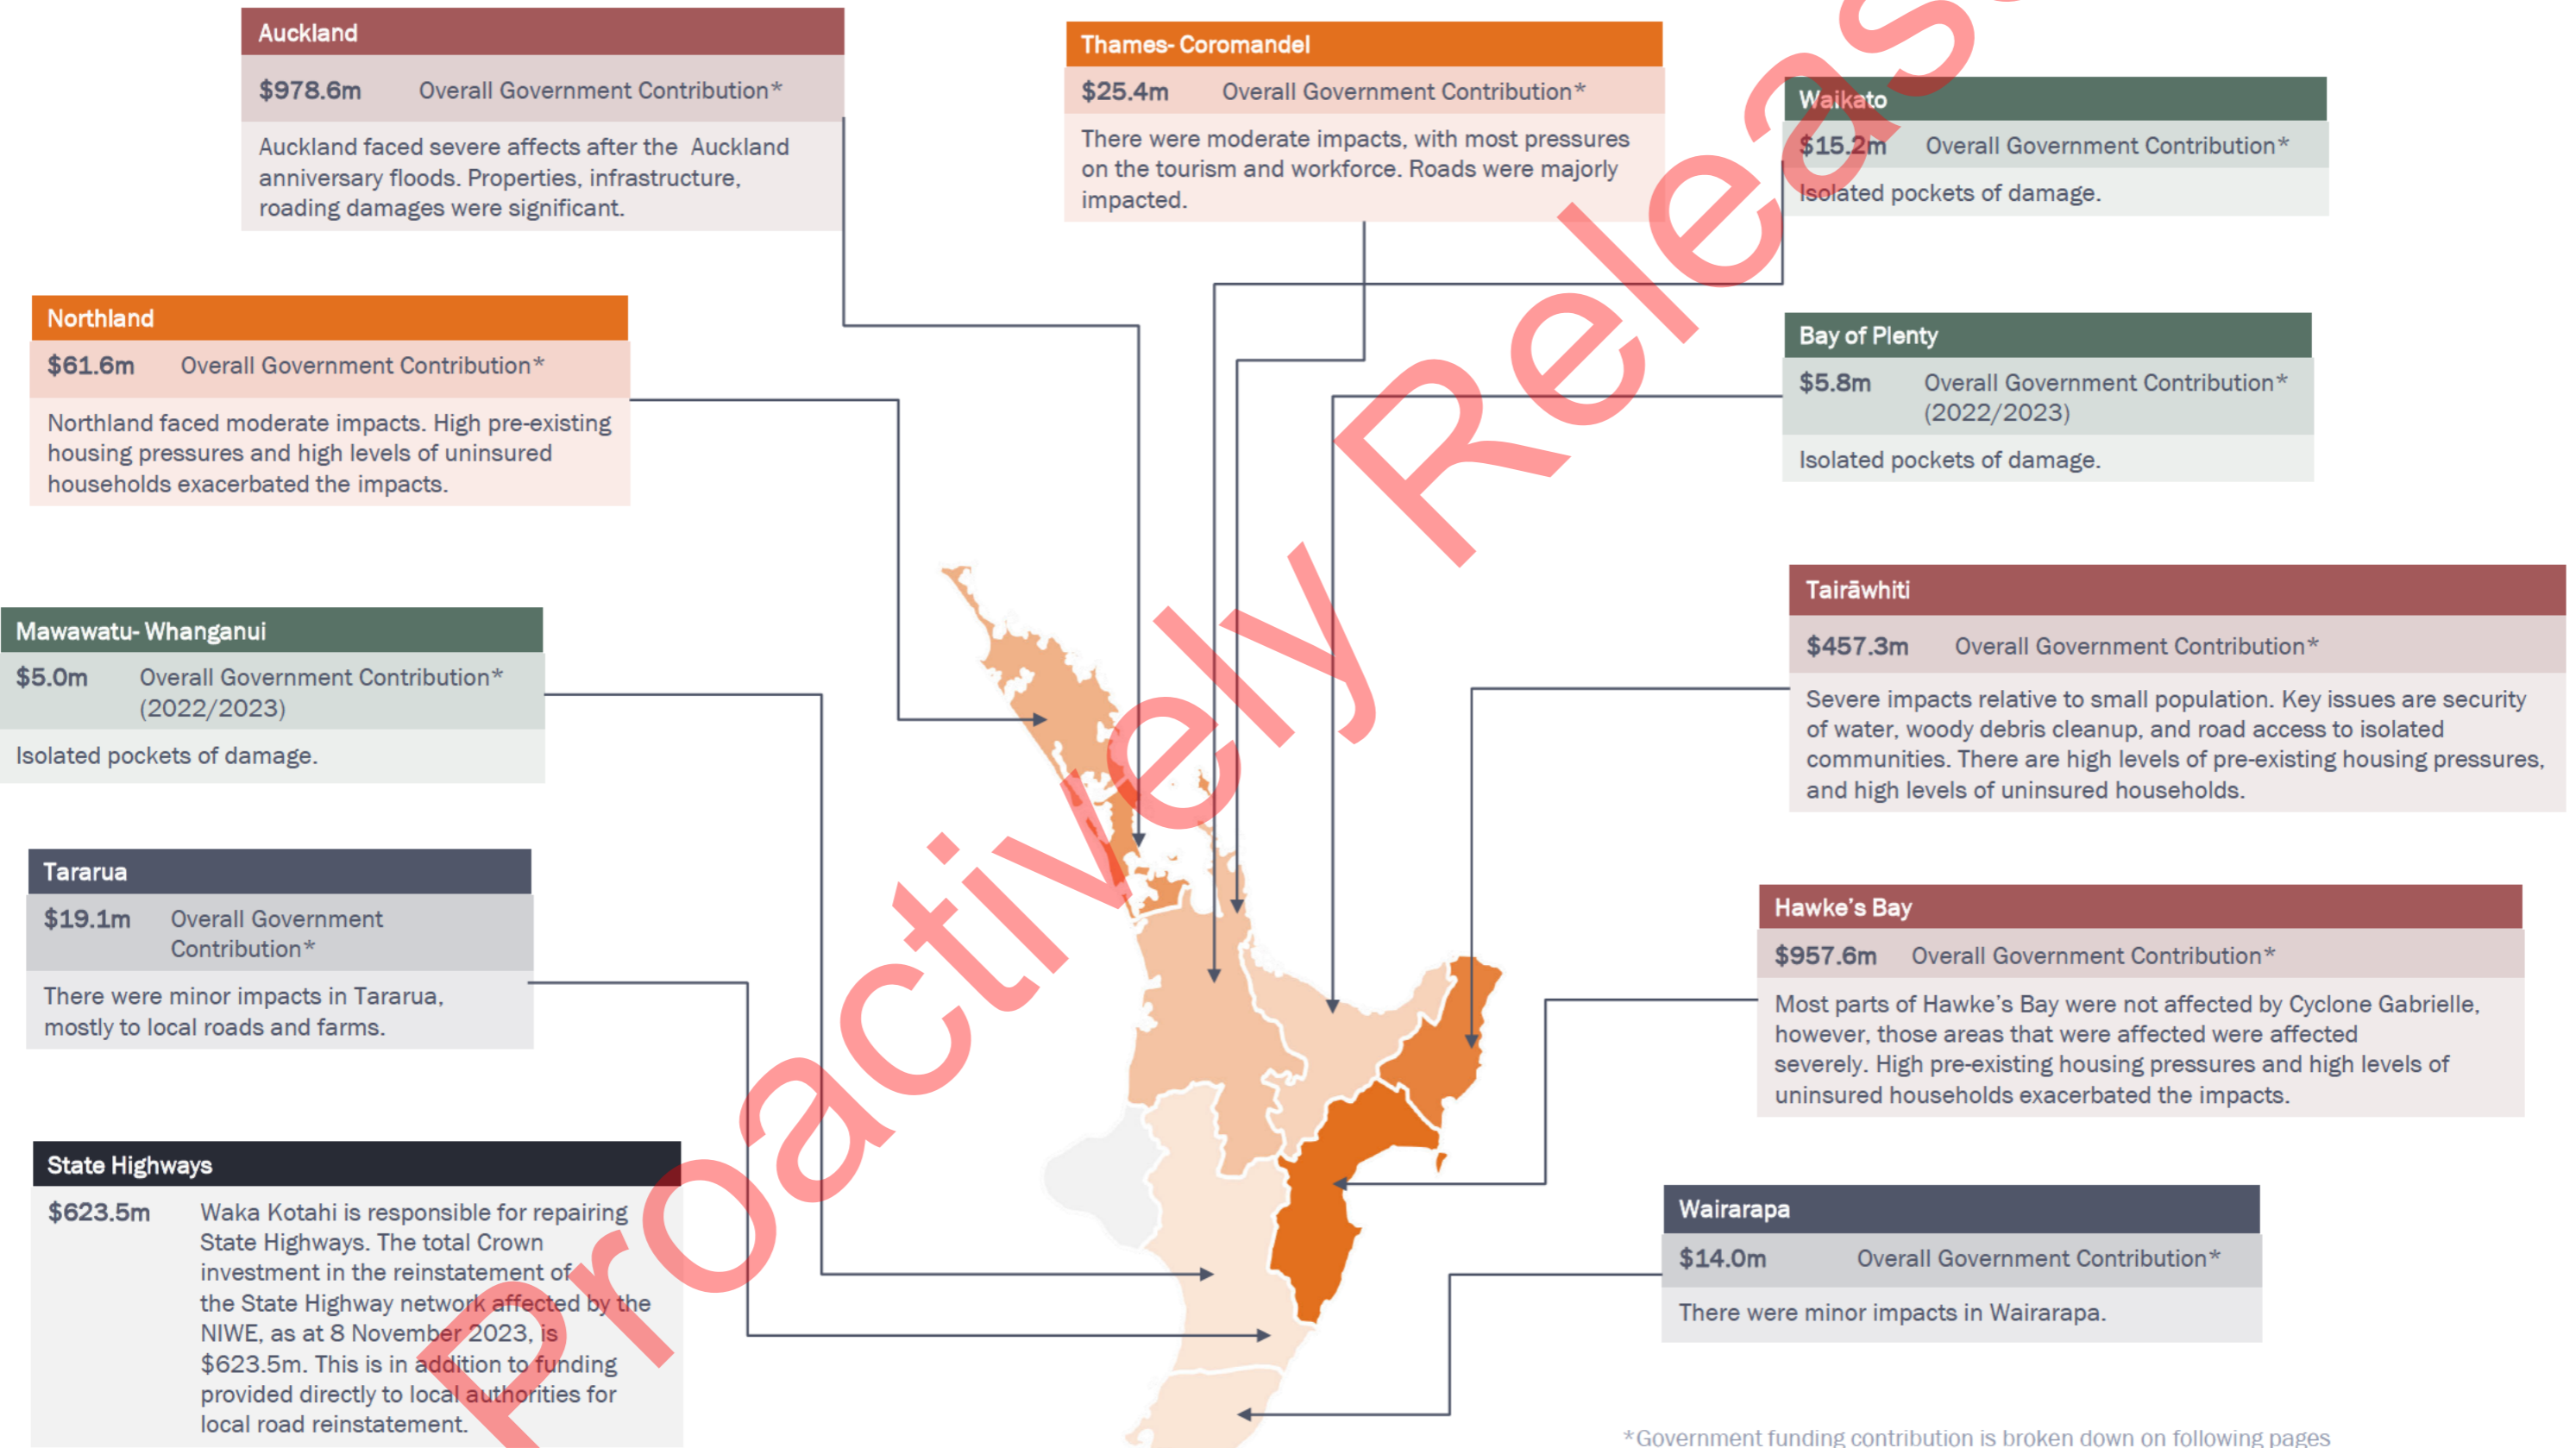 Auckland
$978.6m Overall Government Contribution*
Auckland faced severe affects after the Auckland
anniversary floods. Properties, infrastructure,
roading damages were significant.
Thames- Coromandel
$25.4m Overall Government Contribution*
There were moderate impacts, with most pressures
on the tourism and workforce. Roads were majorly
impacted.
Waikato
$15.2m Overall Government Contribution*
Isolated pockets of damage.
Northland
$61.6m Overall Government Contribution*
Northland faced moderate impacts. High pre-existing
housing pressures and high levels of uninsured
households exacerbated the impacts.
Bay of Plenty
$5.8m Overall Government Contribution*
(2022/2023)
Isolated pockets of damage.
Mawawatu- Whanganui
$5.0m Overall Government Contribution*
(2022/2023)
Isolated pockets of damage.
Tairāwhiti
$457.3m Overall Government Contribution*
Severe impacts relative to small population. Key issues are security
of water, woody debris cleanup, and road access to isolated
communities. There are high levels of pre-existing housing pressures,
and high levels of uninsured households.
Tararua
$19.1m Overall Government
Contribution*
There were minor impacts in Tararua,
mostly to local roads and farms.
Hawke's Bay
$957.6m Overall Government Contribution*
Most parts of Hawke's Bay were not affected by Cyclone Gabrielle,
however, those areas that were affected were affected
severely. High pre-existing housing pressures and high levels of
uninsured households exacerbated the impacts.
State Highways
$623.5m Waka Kotahi is responsible for repairing
State Highways. The total Crown
investment in the reinstatement of
the State Highway network affected by the
NIWE, as at 8 November 2023, is
$623.5m. This is in addition to funding
provided directly to local authorities for
local road reinstatement.
Wairarapa
$14.0m Overall Government Contribution*
There were minor impacts in Wairarapa.
*Government funding contribution is broken down on following pages
Proactively Releas